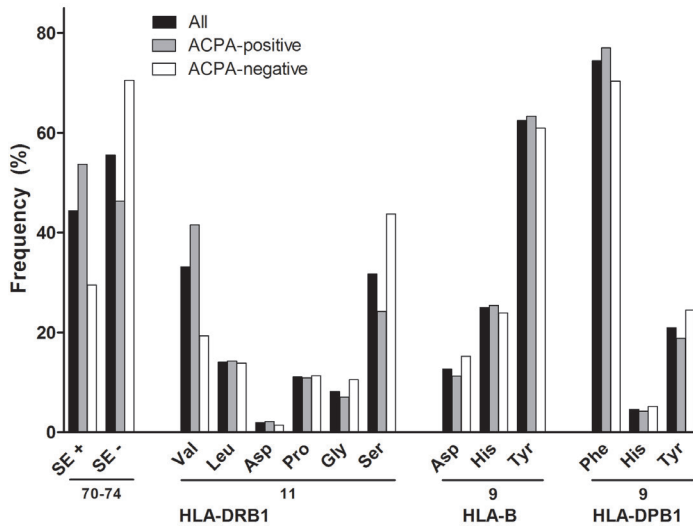 All
ACPA-positive
ACPA-negative
Frequency (%)
80
60
40
20
0
SE + SE - Val Leu Asp Pro Gly Ser Asp His Tyr Phe His Tyr
70-74 11 9 9
HLA-DRB1 HLA-B HLA-DPB1